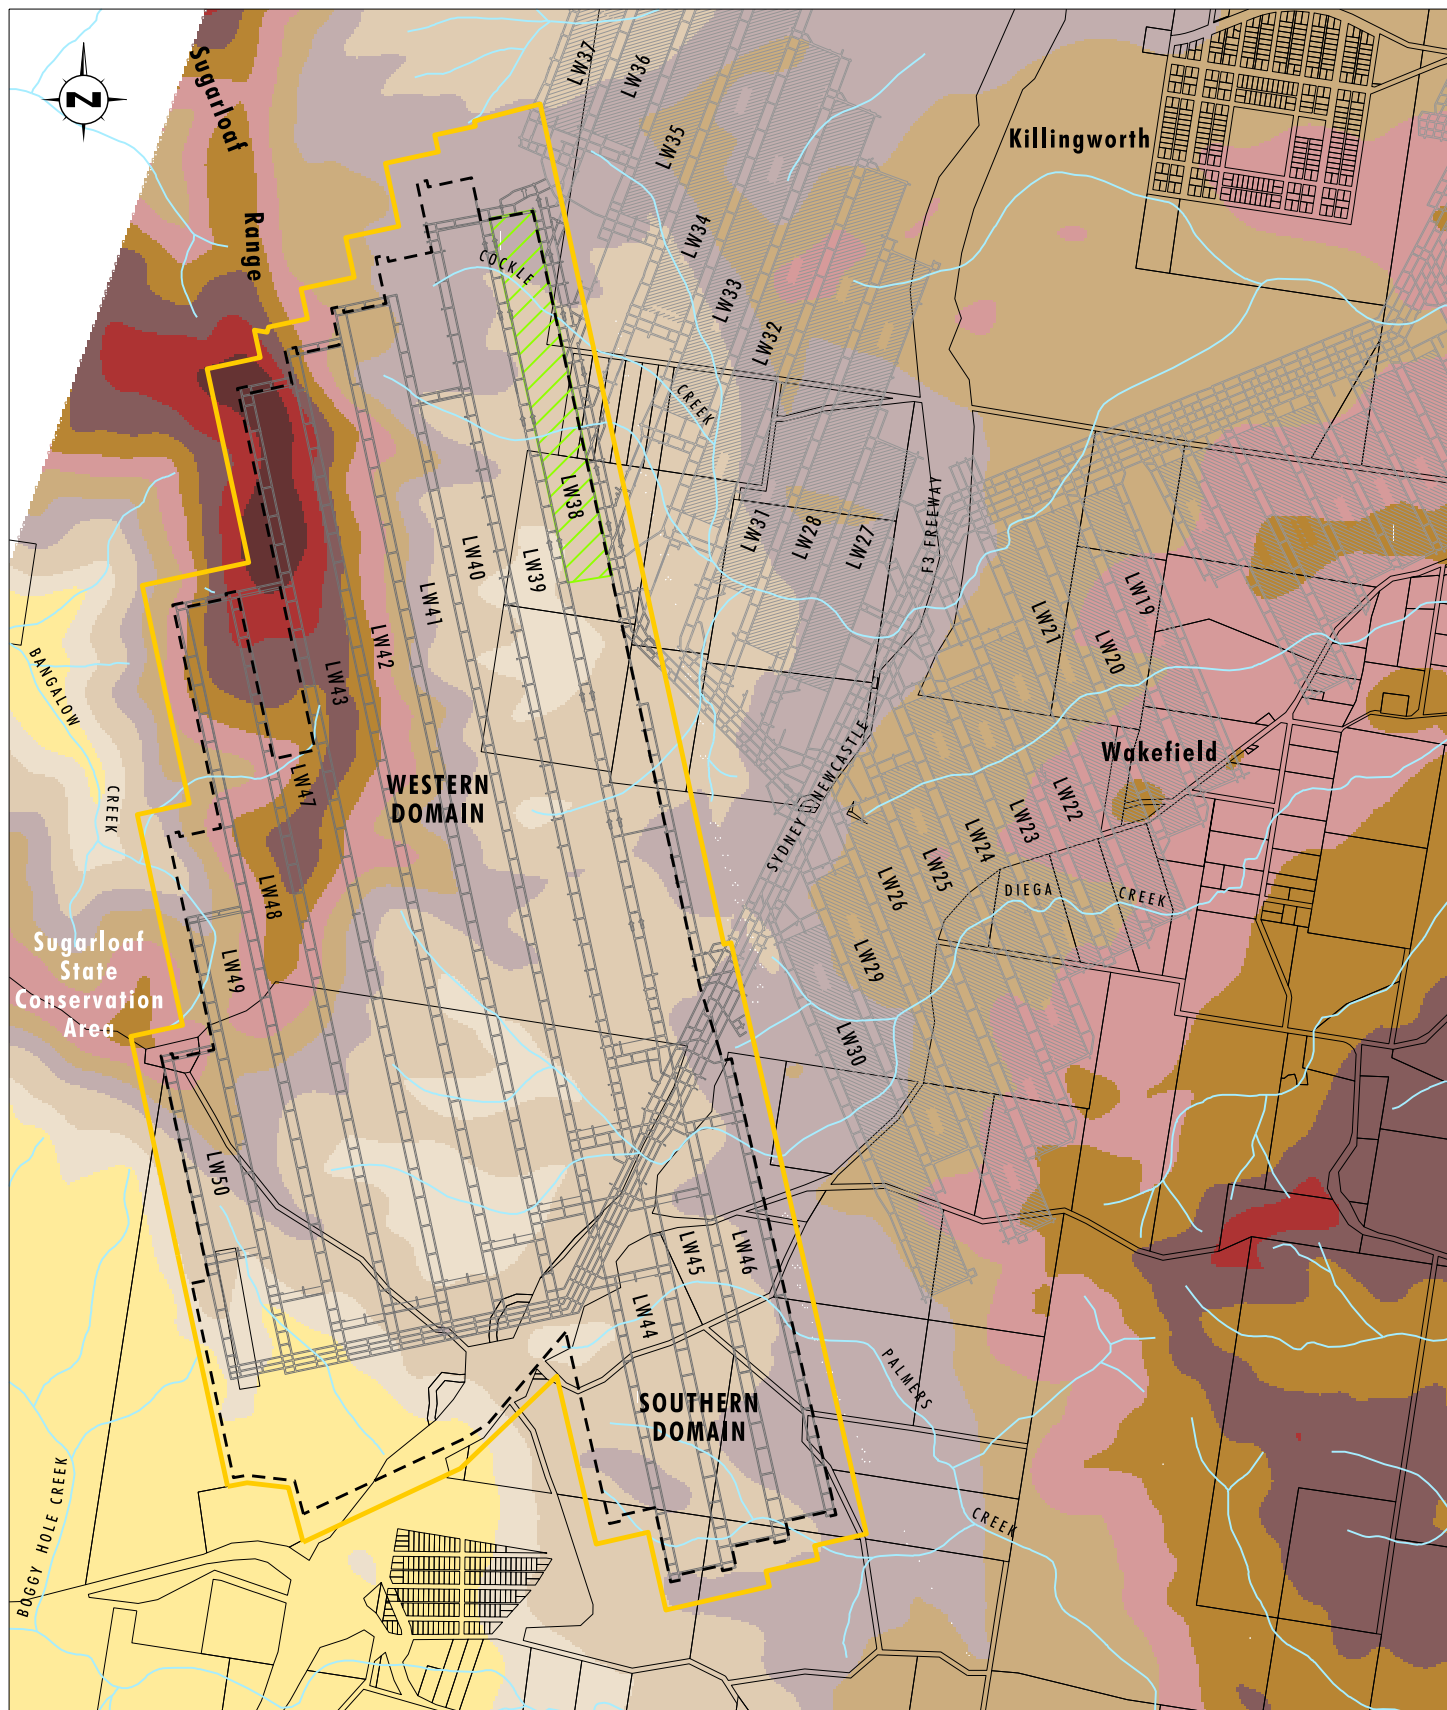 Sugarloaf
Range
N
LW37
LW36
LW35
LW34
LW33
LW32
Killingworth
COCKLE
CREEK
LW38
LW31
LW28
LW27
F3 FREEWAY
LW39
LW40
LW41
LW42
LW43
LW47
LW48
LW49
LW50
LW19
LW20
LW21
LW22
LW23
LW24
LW25
LW26
LW29
LW30
Wakefield
BANGALOW
CREEK
WESTERN
DOMAIN
SYDNEY
NEWCASTLE
DIEGA
CREEK
Sugarloaf
State
Conservation
Area
LW44
LW45
LW46
SOUTHERN
DOMAIN
PALMERS
CREEK
BOGGY HOLE CREEK